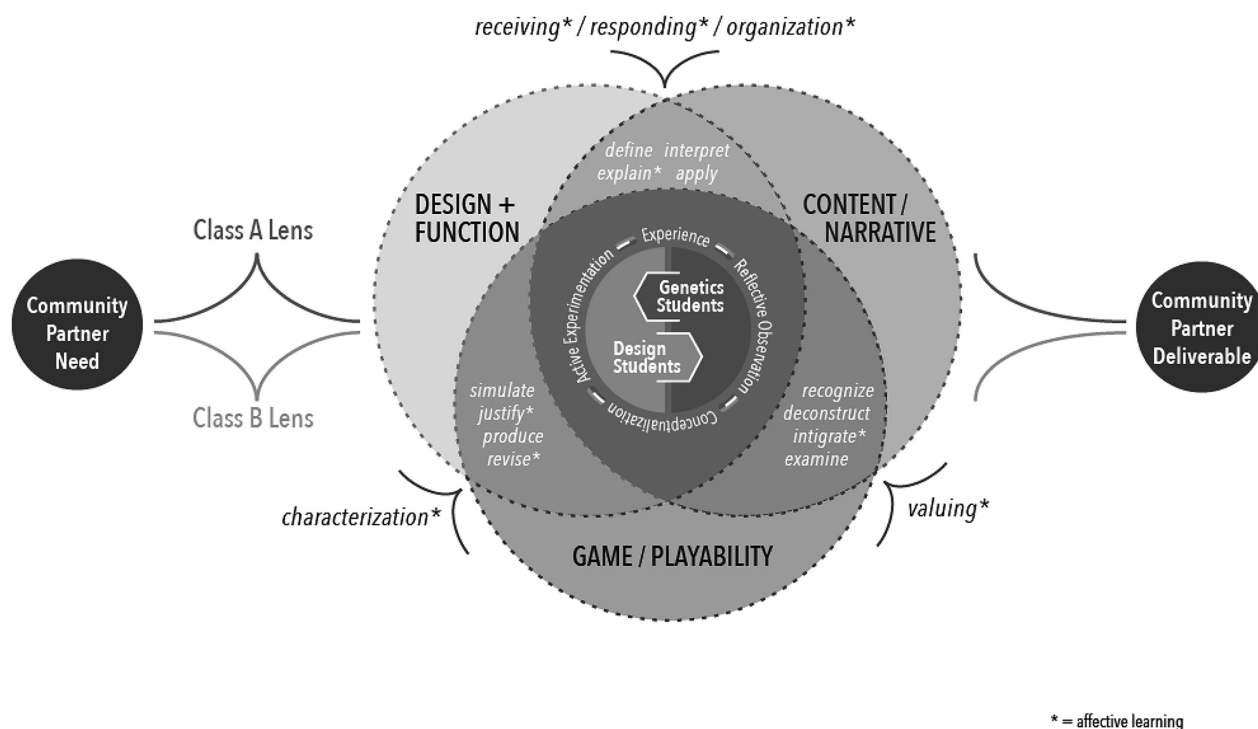 receiving* / responding* / organization*
define interpret
explain* apply
DESIGN +
FUNCTION
CONTENT /
NARRATIVE
Class A Lens
Community
Partner
Need
Class B Lens
Experience
Reflective Observation
Conceptualization
Active Experimentation
Genetics
Students
Design
Students
Community
Partner
Deliverable
simulate
justify*
produce
revise*
recognize
deconstruct
intigrate*
examine
characterization*
valuing*
GAME / PLAYABILITY
* = affective learning